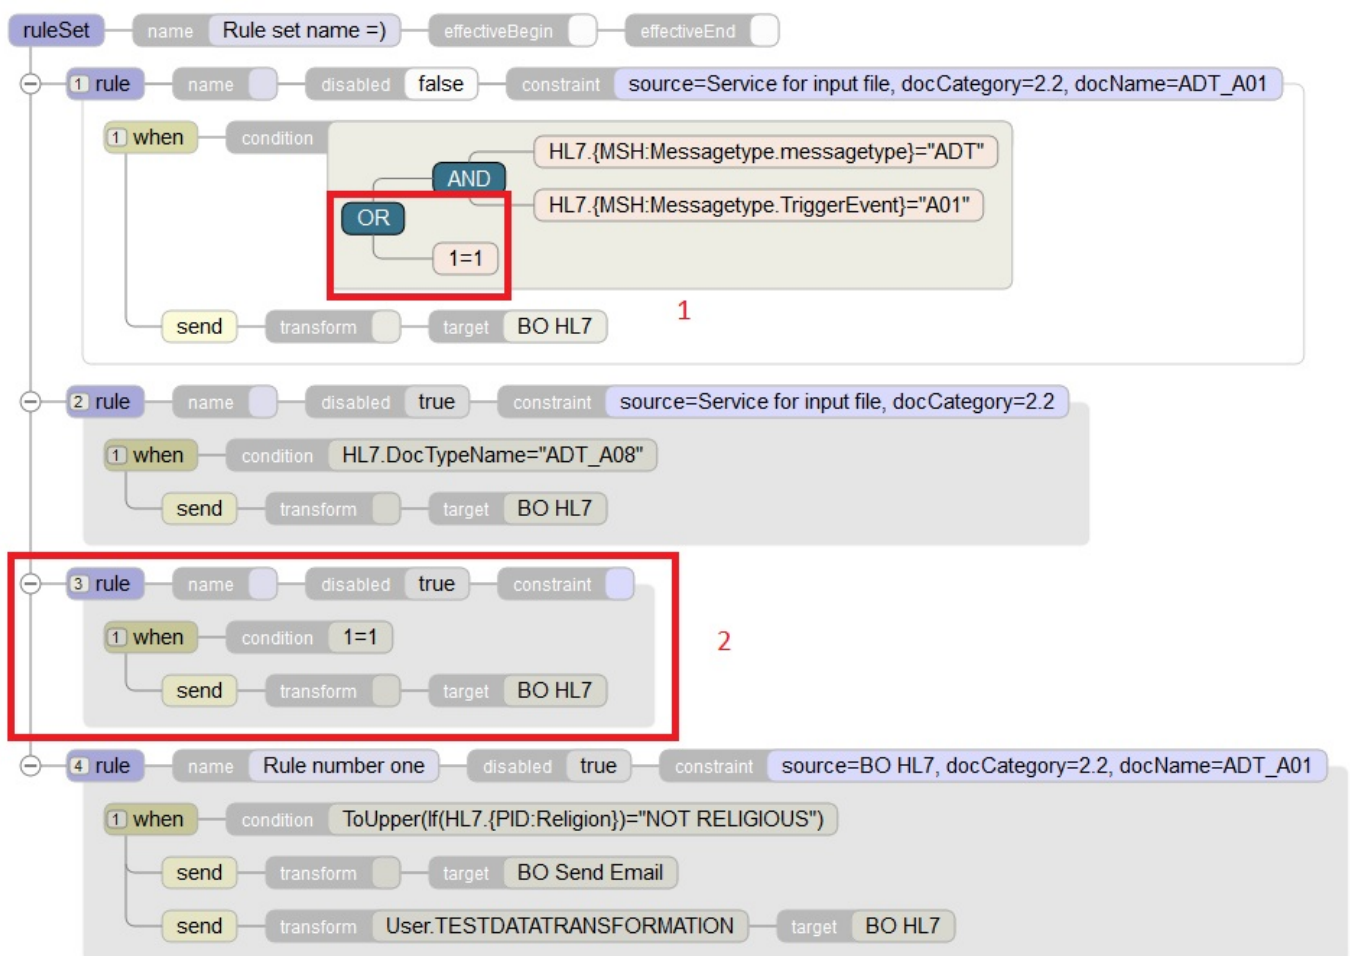 ruleSet name Rule set name =) effectiveBegin effectiveEnd
1 rule name disabled false constraint source=Service for input file, docCategory=2.2, docName=ADT_A01
1 when condition
HL7.{MSH:Messagetype.messagetype}="ADT"
AND
HL7.{MSH:Messagetype.TriggerEvent}="A01"
OR
1=1
1
send transform target BO HL7
2 rule name disabled true constraint source=Service for input file, docCategory=2.2
1 when condition HL7.DocTypeName="ADT_A08"
send transform target BO HL7
3 rule name disabled true constraint
1 when condition 1=1
2
send transform target BO HL7
4 rule name Rule number one disabled true constraint source=BO HL7, docCategory=2.2, docName=ADT_A01
1 when condition ToUpper(If(HL7.{PID:Religion})="NOT RELIGIOUS")
send transform target BO Send Email
send transform User.TESTDATATRANSFORMATION target BO HL7